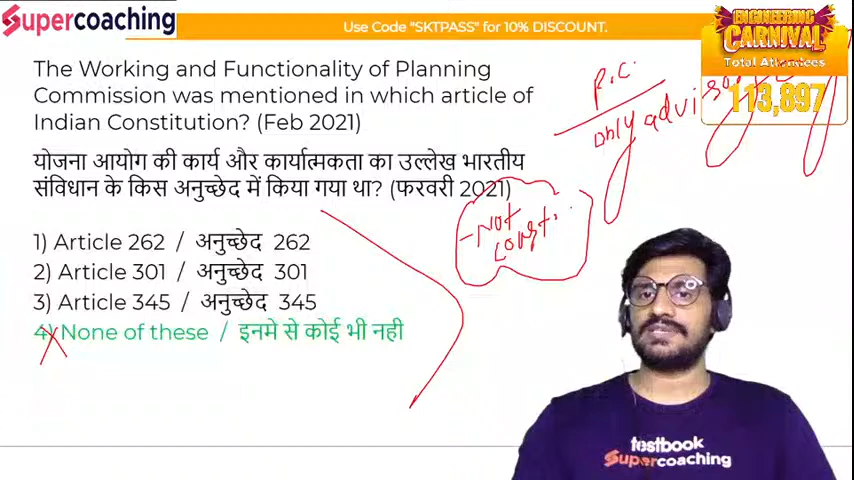 Supercoaching
Use Code "SKTPASS" for 10% DISCOUNT.
ENGINEERING
CARNIVAL
Total Attendees
113,897
The Working and Functionality of Planning
Commission was mentioned in which article of
Indian Constitution? (Feb 2021)
योजना आयोग की कार्य और कार्यात्मकता का उल्लेख भारतीय
संविधान के किस अनुच्छेद में किया गया था? (फरवरी 2021)
P.C.
only advisory
-Not
Const.
1) Article 262 / अनुच्छेद 262
2) Article 301 / अनुच्छेद 301
3) Article 345 / अनुच्छेद 345
4) None of these / इनमे से कोई भी नही
testbook
Supercoaching